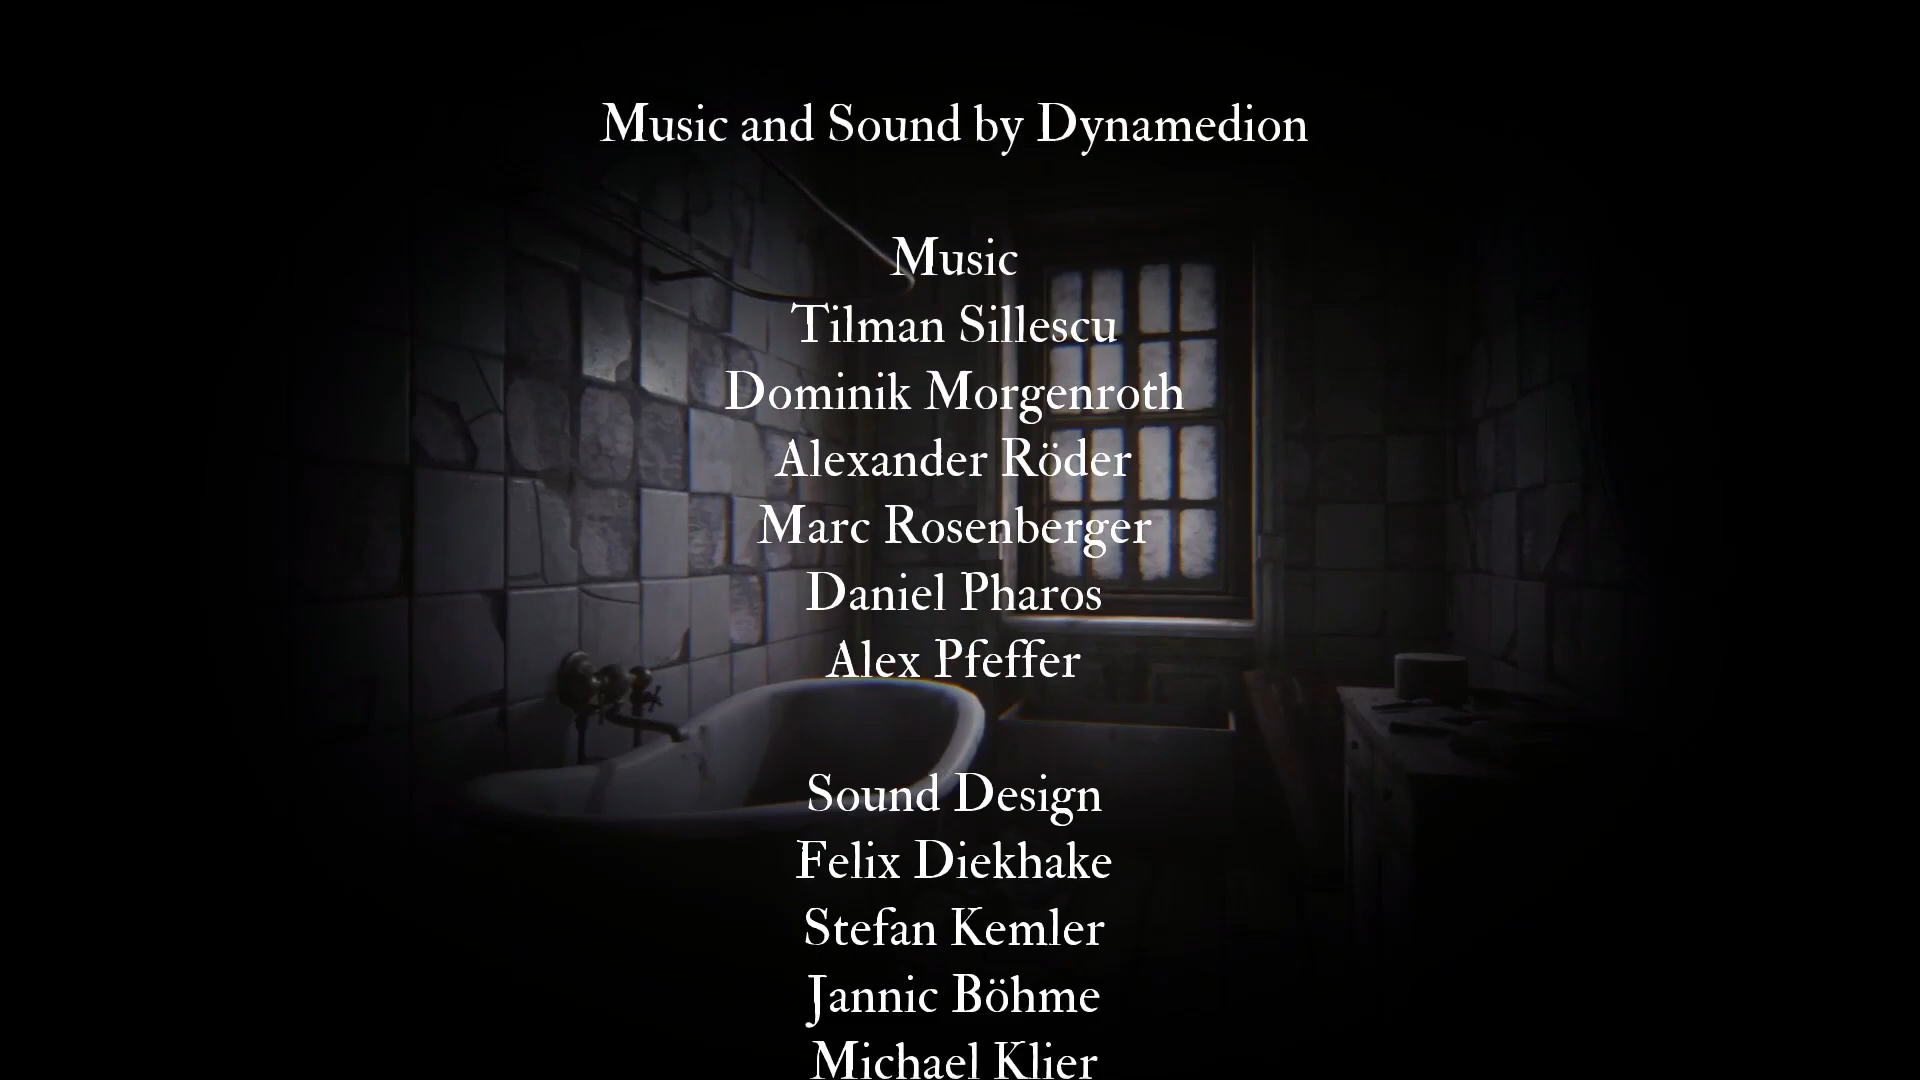 Music and Sound by Dynamedion
Music
Tilman Sillescu
Dominik Morgenroth
Alexander Röder
Marc Rosenberger
Daniel Pharos
Alex Pfeffer
Sound Design
Felix Diekhake
Stefan Kemler
Jannic Böhme
Michael Klier